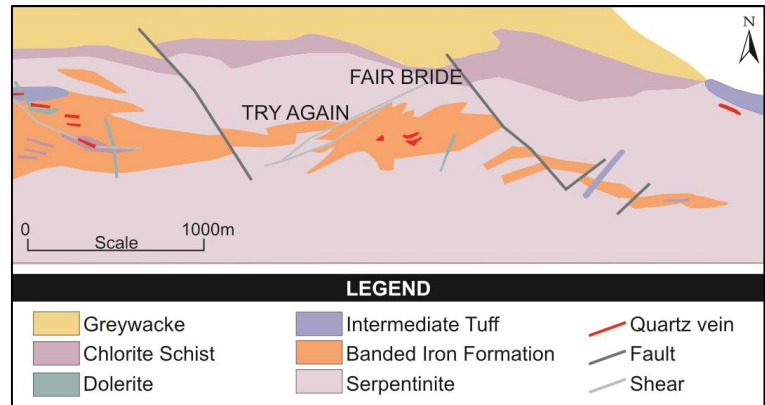 N
FAIR BRIDE
TRY AGAIN
0 1000m
Scale
LEGEND
Greywacke Intermediate Tuff Quartz vein
Chlorite Schist Banded Iron Formation Fault
Dolerite Serpentinite Shear